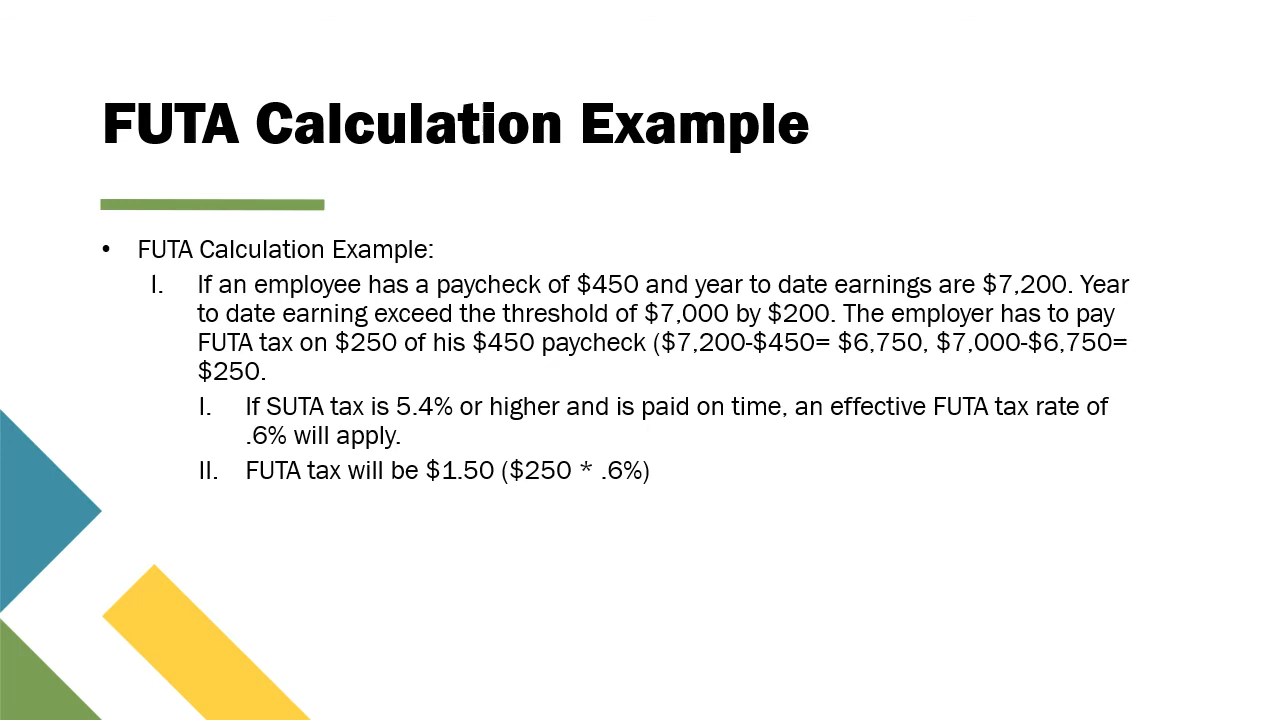 FUTA Calculation Example
• FUTA Calculation Example:
I. If an employee has a paycheck of $450 and year to date earnings are $7,200. Year
to date earning exceed the threshold of $7,000 by $200. The employer has to pay
FUTA tax on $250 of his $450 paycheck ($7,200-$450= $6,750, $7,000-$6,750=
$250.
I. If SUTA tax is 5.4% or higher and is paid on time, an effective FUTA tax rate of
.6% will apply.
II. FUTA tax will be $1.50 ($250 * .6%)